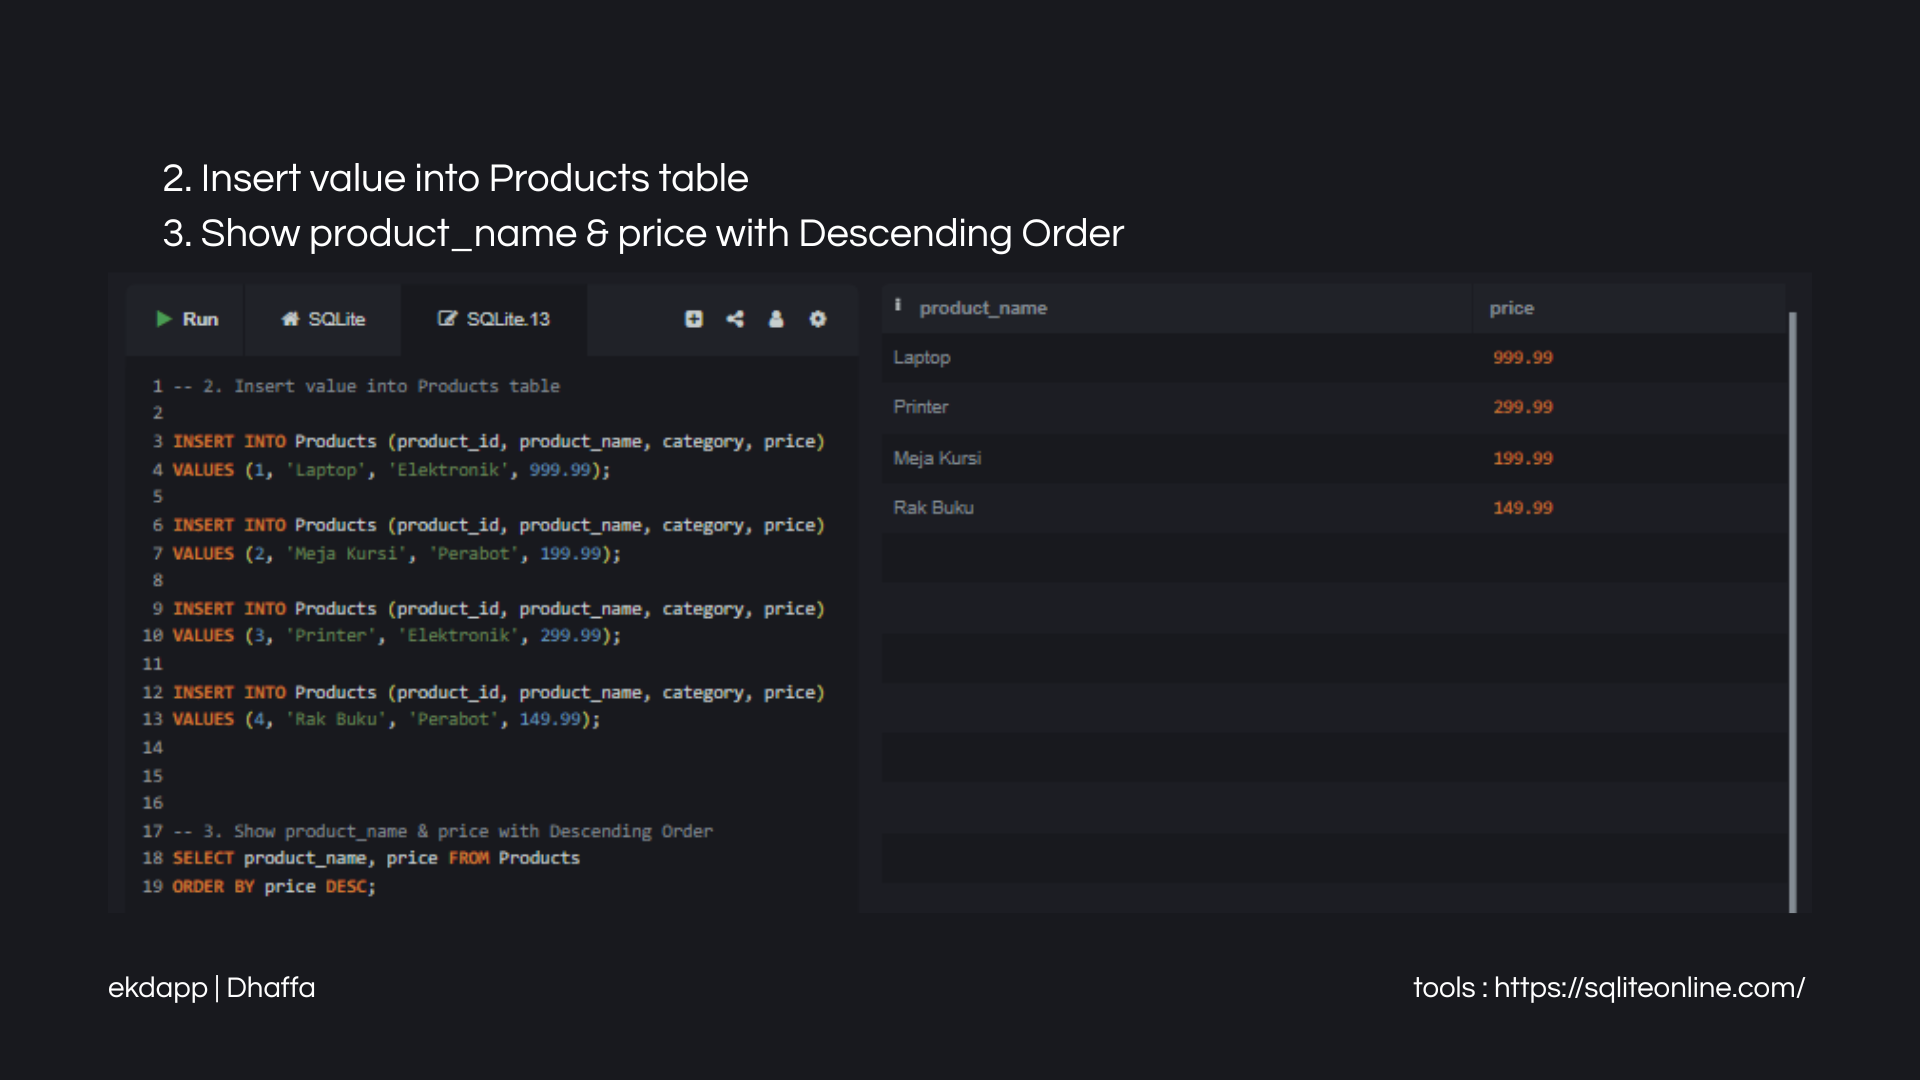 2. Insert value into Products table
3. Show product_name & price with Descending Order
Run SQLite SQLite.13
1 -- 2. Insert value into Products table
2
3 INSERT INTO Products (product_id, product_name, category, price)
4 VALUES (1, 'Laptop', 'Elektronik', 999.99);
5
6 INSERT INTO Products (product_id, product_name, category, price)
7 VALUES (2, 'Meja Kursi', 'Perabot', 199.99);
8
9 INSERT INTO Products (product_id, product_name, category, price)
10 VALUES (3, 'Printer', 'Elektronik', 299.99);
11
12 INSERT INTO Products (product_id, product_name, category, price)
13 VALUES (4, 'Rak Buku', 'Perabot', 149.99);
14
15
16
17 -- 3. Show product_name & price with Descending Order
18 SELECT product_name, price FROM Products
19 ORDER BY price DESC;
product_name price
Laptop 999.99
Printer 299.99
Meja Kursi 199.99
Rak Buku 149.99
ekdapp | Dhaffa
tools : https://sqliteonline.com/